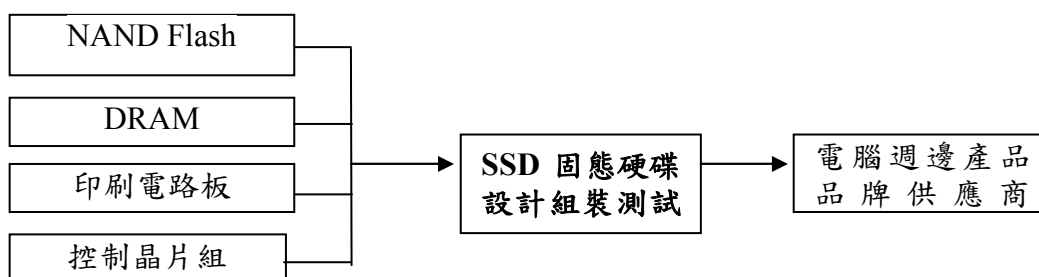 NAND Flash
DRAM
印刷電路板
控制晶片組
SSD 固態硬碟
設計組裝測試
電腦週邊產品
品牌供應商